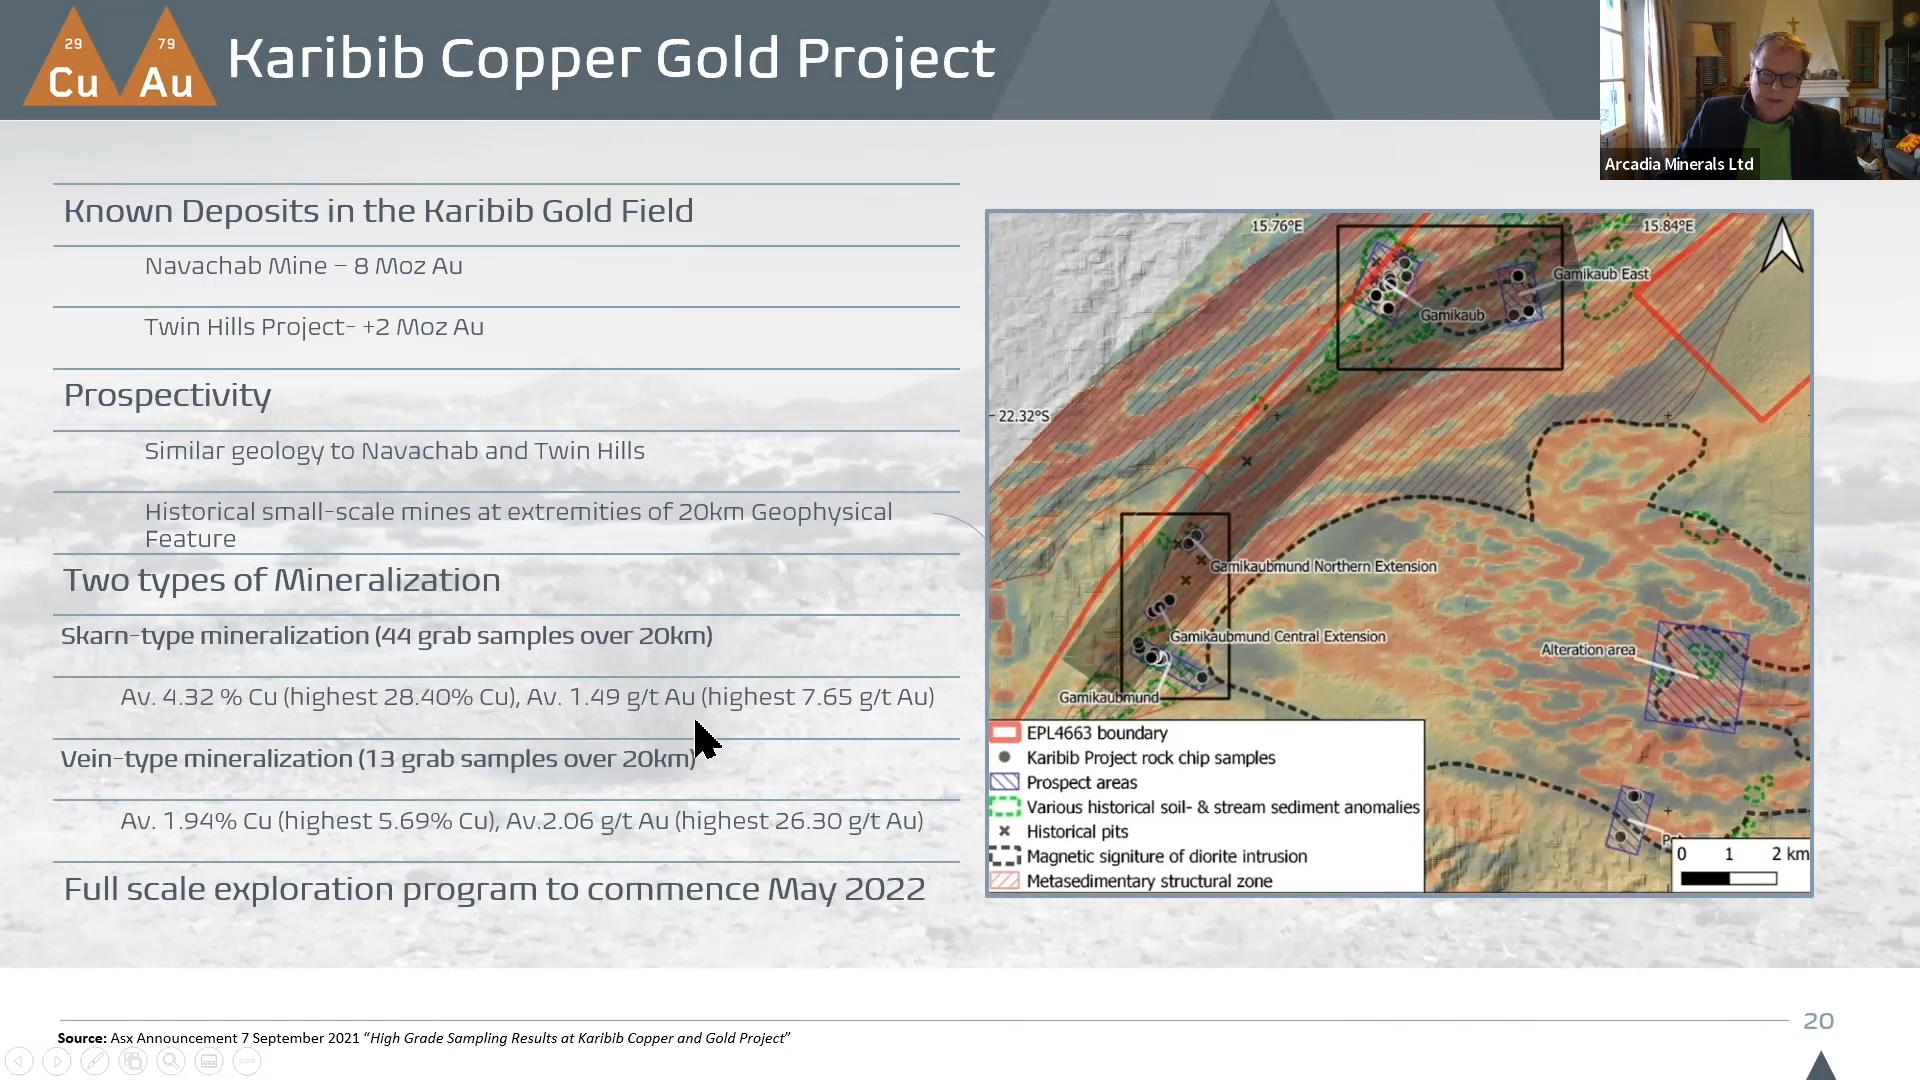 29
79
Cu
Au
Karibib Copper Gold Project
Arcadia Minerals Ltd
Known Deposits in the Karibib Gold Field
Navachab Mine – 8 Moz Au
Twin Hills Project- +2 Moz Au
Prospectivity
Similar geology to Navachab and Twin Hills
Historical small-scale mines at extremities of 20km Geophysical
Feature
Two types of Mineralization
Skarn-type mineralization (44 grab samples over 20km)
Av. 4.32 % Cu (highest 28.40% Cu), Av. 1.49 g/t Au (highest 7.65 g/t Au)
Vein-type mineralization (13 grab samples over 20km)
Av. 1.94% Cu (highest 5.69% Cu), Av.2.06 g/t Au (highest 26.30 g/t Au)
Full scale exploration program to commence May 2022
15.76°E
15.84°E
Gamikaub East
Gamikaub
22.32°S
Gamikaubmund Northern Extension
Gamikaubmund Central Extension
Alteration area
Gamikaubmund
EPL4663 boundary
Karibib Project rock chip samples
Prospect areas
Various historical soil- & stream sediment anomalies
Historical pits
Magnetic signiture of diorite intrusion
Metasedimentary structural zone
0 1 2 km
20
Source: Asx Announcement 7 September 2021 “High Grade Sampling Results at Karibib Copper and Gold Project”